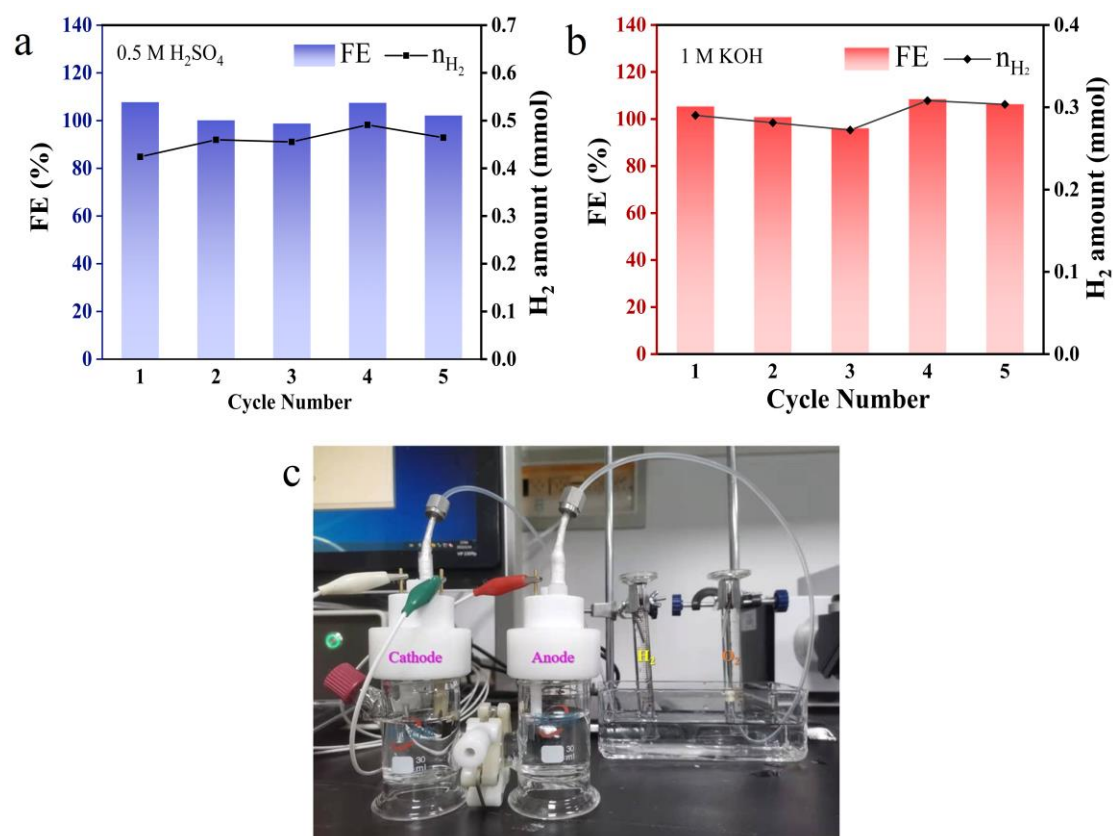 a
0.5 M H₂SO₄
FE
n_H₂
FE (%)
140
120
100
80
60
40
20
0
0.7
0.6
0.5
0.4
0.3
0.2
0.1
0.0
H₂ amount (mmol)
1 2 3 4 5
Cycle Number
b
1 M KOH
FE
n_H₂
FE (%)
140
120
100
80
60
40
20
0
0.4
0.3
0.2
0.1
0.0
H₂ amount (mmol)
1 2 3 4 5
Cycle Number
c
Cathode
Anode
H₂
O₂
30
ml
30
ml